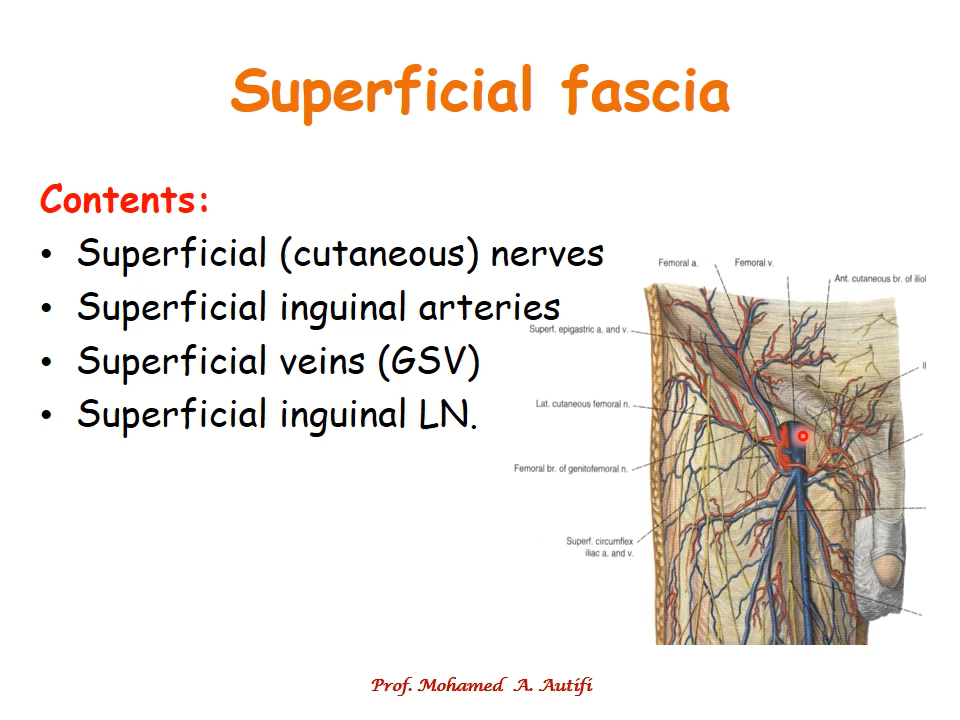 Superficial fascia
Contents:
• Superficial (cutaneous) nerves
• Superficial inguinal arteries
• Superficial veins (GSV)
• Superficial inguinal LN.
Femoral a.
Femoral v.
Ant. cutaneous br. of iliol
Superf. epigastric a. and v.
Lat. cutaneous femoral n.
Femoral br. of genitofemoral n.
Superf. circumflex
iliac a. and v.
Prof. Mohamed A. Autifi